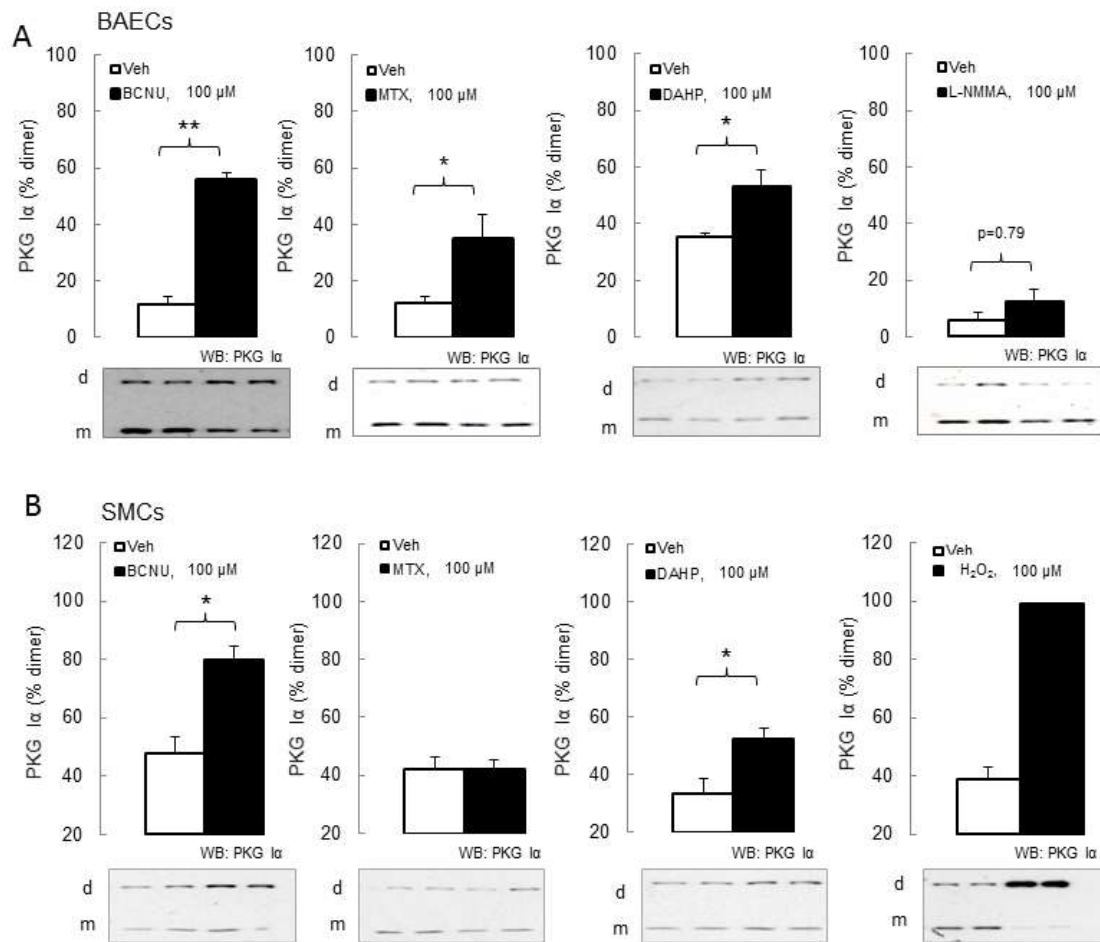 BAECs
A
100
80
60
40
20
0
PKG Iα (% dimer)
Veh
BCNU, 100 µM
**
WB: PKG Iα
d
m
100
80
60
40
20
0
PKG Iα (% dimer)
Veh
MTX, 100 µM
*
WB: PKG Iα
100
80
60
40
20
0
PKG Iα (% dimer)
Veh
DAHP, 100 µM
*
WB: PKG Iα
d
m
100
80
60
40
20
0
PKG Iα (% dimer)
Veh
L-NMMA, 100 µM
p=0.79
WB: PKG Iα
d
m
B
SMCs
120
100
80
60
40
20
PKG Iα (% dimer)
Veh
BCNU, 100 µM
*
WB: PKG Iα
d
m
120
100
80
60
40
20
PKG Iα (% dimer)
Veh
MTX, 100 µM
WB: PKG Iα
d
m
120
100
80
60
40
20
PKG Iα (% dimer)
Veh
DAHP, 100 µM
*
WB: PKG Iα
d
m
120
100
80
60
40
20
PKG Iα (% dimer)
Veh
H₂O₂, 100 µM
WB: PKG Iα
d
m